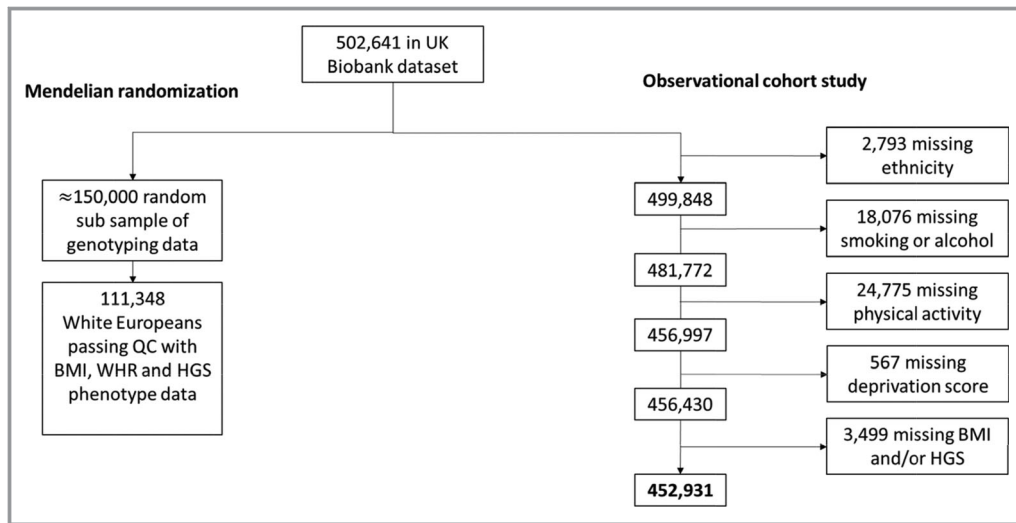 502,641 in UK
Biobank dataset
Mendelian randomization
Observational cohort study
≈150,000 random
sub sample of
genotyping data
111,348
White Europeans
passing QC with
BMI, WHR and HGS
phenotype data
2,793 missing
ethnicity
499,848
18,076 missing
smoking or alcohol
481,772
24,775 missing
physical activity
456,997
567 missing
deprivation score
456,430
3,499 missing BMI
and/or HGS
452,931